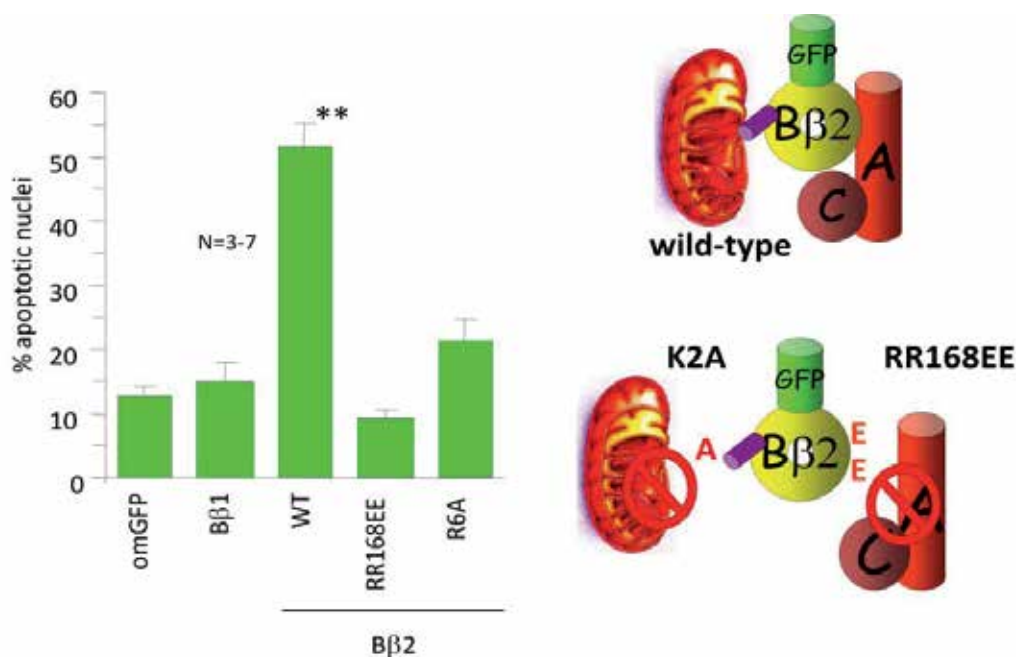 60
50
40
30
20
10
0
% apoptotic nuclei
**
N=3-7
omGFP
Bβ1
WT
RR168EE
R6A
Bβ2
GFP
Bβ2
A
C
wild-type
K2A
RR168EE
GFP
A
Bβ2
E
E
A
C